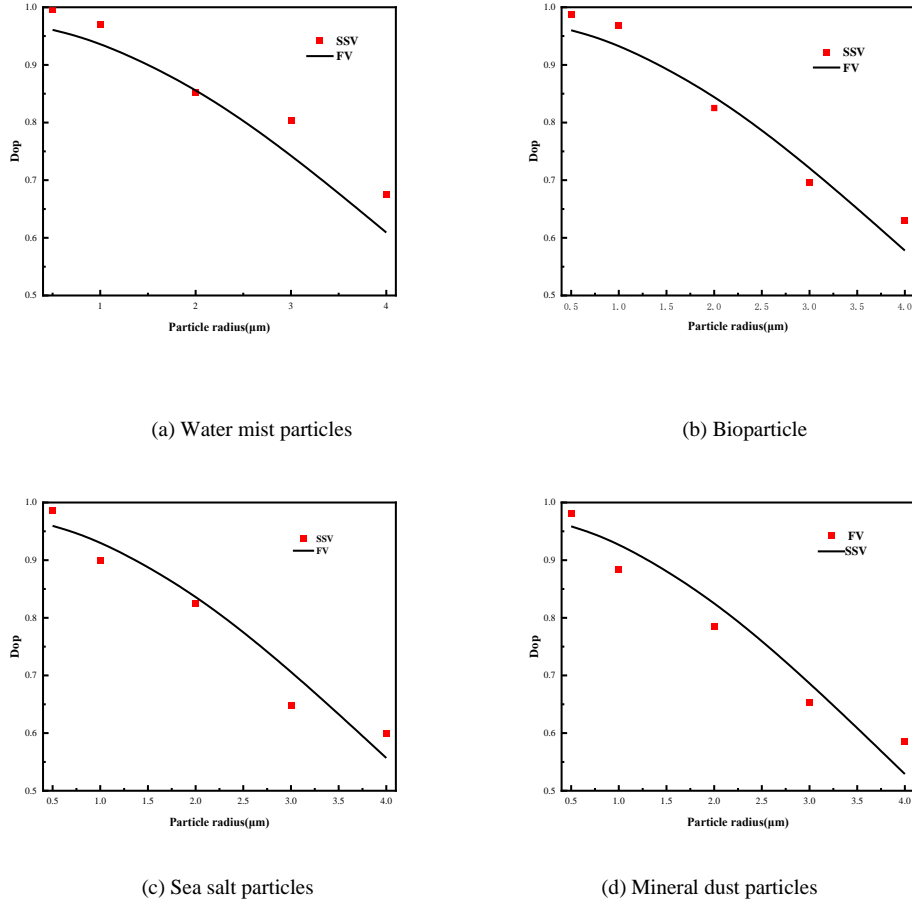 1.0
0.9
0.8
0.7
0.6
0.5
Dop
SSV
FV
1 2 3 4
Particle radius(μm)
(a) Water mist particles
1.0
0.9
0.8
0.7
0.6
0.5
Dop
SSV
FV
0.5 1.0 1.5 2.0 2.5 3.0 3.5 4.0
Particle radius(μm)
(b) Bioparticle
1.0
0.9
0.8
0.7
0.6
0.5
Dop
SSV
FV
0.5 1.0 1.5 2.0 2.5 3.0 3.5 4.0
Particle radius(μm)
(c) Sea salt particles
1.0
0.9
0.8
0.7
0.6
0.5
Dop
FV
SSV
0.5 1.0 1.5 2.0 2.5 3.0 3.5 4.0
Particle radius(μm)
(d) Mineral dust particles